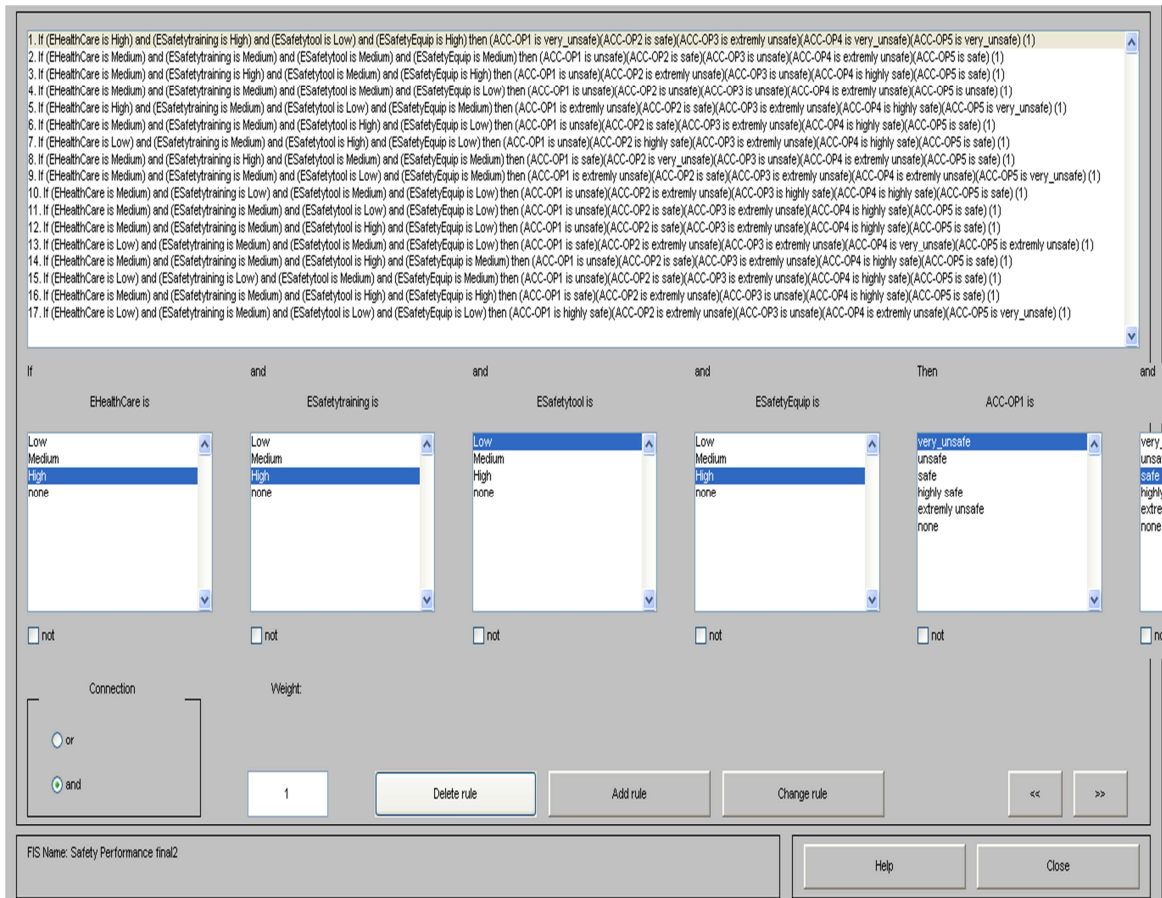 1. If (EHealthCare is High) and (ESafetytraining is High) and (ESafetytool is Low) and (ESafetyEquip is High) then (ACC-OP1 is very_unsafe)(ACC-OP2 is safe)(ACC-OP3 is extremly unsafe)(ACC-OP4 is very_unsafe)(ACC-OP5 is very_unsafe) (1)
2. If (EHealthCare is Medium) and (ESafetytraining is Medium) and (ESafetytool is Medium) and (ESafetyEquip is Medium) then (ACC-OP1 is unsafe)(ACC-OP2 is safe)(ACC-OP3 is unsafe)(ACC-OP4 is extremly unsafe)(ACC-OP5 is safe) (1)
3. If (EHealthCare is Medium) and (ESafetytraining is High) and (ESafetytool is Medium) and (ESafetyEquip is High) then (ACC-OP1 is unsafe)(ACC-OP2 is extremly unsafe)(ACC-OP3 is unsafe)(ACC-OP4 is highly safe)(ACC-OP5 is safe) (1)
4. If (EHealthCare is Medium) and (ESafetytraining is Medium) and (ESafetytool is Medium) and (ESafetyEquip is Low) then (ACC-OP1 is unsafe)(ACC-OP2 is unsafe)(ACC-OP3 is unsafe)(ACC-OP4 is extremly unsafe)(ACC-OP5 is unsafe) (1)
5. If (EHealthCare is High) and (ESafetytraining is Medium) and (ESafetytool is Low) and (ESafetyEquip is Medium) then (ACC-OP1 is extremly unsafe)(ACC-OP2 is safe)(ACC-OP3 is extremly unsafe)(ACC-OP4 is highly safe)(ACC-OP5 is very_unsafe) (1)
6. If (EHealthCare is Medium) and (ESafetytraining is Medium) and (ESafetytool is High) and (ESafetyEquip is Low) then (ACC-OP1 is unsafe)(ACC-OP2 is safe)(ACC-OP3 is extremly unsafe)(ACC-OP4 is highly safe)(ACC-OP5 is safe) (1)
7. If (EHealthCare is Low) and (ESafetytraining is Medium) and (ESafetytool is High) and (ESafetyEquip is Low) then (ACC-OP1 is unsafe)(ACC-OP2 is highly safe)(ACC-OP3 is extremly unsafe)(ACC-OP4 is highly safe)(ACC-OP5 is safe) (1)
8. If (EHealthCare is Medium) and (ESafetytraining is High) and (ESafetytool is Medium) and (ESafetyEquip is Medium) then (ACC-OP1 is safe)(ACC-OP2 is very_unsafe)(ACC-OP3 is unsafe)(ACC-OP4 is extremly unsafe)(ACC-OP5 is safe) (1)
9. If (EHealthCare is Medium) and (ESafetytraining is Medium) and (ESafetytool is Low) and (ESafetyEquip is Medium) then (ACC-OP1 is extremly unsafe)(ACC-OP2 is safe)(ACC-OP3 is extremly unsafe)(ACC-OP4 is extremly unsafe)(ACC-OP5 is very_unsafe) (1)
10. If (EHealthCare is Medium) and (ESafetytraining is Low) and (ESafetytool is Medium) and (ESafetyEquip is Low) then (ACC-OP1 is unsafe)(ACC-OP2 is extremly unsafe)(ACC-OP3 is highly safe)(ACC-OP4 is highly safe)(ACC-OP5 is safe) (1)
11. If (EHealthCare is Medium) and (ESafetytraining is Medium) and (ESafetytool is Low) and (ESafetyEquip is Low) then (ACC-OP1 is unsafe)(ACC-OP2 is safe)(ACC-OP3 is extremly unsafe)(ACC-OP4 is highly safe)(ACC-OP5 is safe) (1)
12. If (EHealthCare is Medium) and (ESafetytraining is Medium) and (ESafetytool is High) and (ESafetyEquip is Low) then (ACC-OP1 is unsafe)(ACC-OP2 is safe)(ACC-OP3 is extremly unsafe)(ACC-OP4 is highly safe)(ACC-OP5 is safe) (1)
13. If (EHealthCare is Low) and (ESafetytraining is Medium) and (ESafetytool is Medium) and (ESafetyEquip is Low) then (ACC-OP1 is safe)(ACC-OP2 is extremly unsafe)(ACC-OP3 is extremly unsafe)(ACC-OP4 is very_unsafe)(ACC-OP5 is extremly unsafe) (1)
14. If (EHealthCare is Medium) and (ESafetytraining is Medium) and (ESafetytool is High) and (ESafetyEquip is Medium) then (ACC-OP1 is unsafe)(ACC-OP2 is safe)(ACC-OP3 is extremly unsafe)(ACC-OP4 is highly safe)(ACC-OP5 is safe) (1)
15. If (EHealthCare is Low) and (ESafetytraining is Low) and (ESafetytool is Medium) and (ESafetyEquip is Medium) then (ACC-OP1 is unsafe)(ACC-OP2 is safe)(ACC-OP3 is extremly unsafe)(ACC-OP4 is highly safe)(ACC-OP5 is safe) (1)
16. If (EHealthCare is Medium) and (ESafetytraining is Medium) and (ESafetytool is High) and (ESafetyEquip is High) then (ACC-OP1 is safe)(ACC-OP2 is extremly unsafe)(ACC-OP3 is unsafe)(ACC-OP4 is highly safe)(ACC-OP5 is safe) (1)
17. If (EHealthCare is Low) and (ESafetytraining is Medium) and (ESafetytool is Low) and (ESafetyEquip is Low) then (ACC-OP1 is highly safe)(ACC-OP2 is extremly unsafe)(ACC-OP3 is unsafe)(ACC-OP4 is extremly unsafe)(ACC-OP5 is very_unsafe) (1)
If and and and Then and
EHealthCare is ESafetytraining is ESafetytool is ESafetyEquip is ACC-OP1 is
Low Low Low Low very_unsafe very_
Medium Medium Medium Medium unsafe unsa
High High High High safe safe
none none none none highly safe highl
extremly unsafe extre
none none
not not not not not
Connection Weight:
or
and
1 Delete rule Add rule Change rule << >>
FIS Name: Safety Performance final2
Help Close